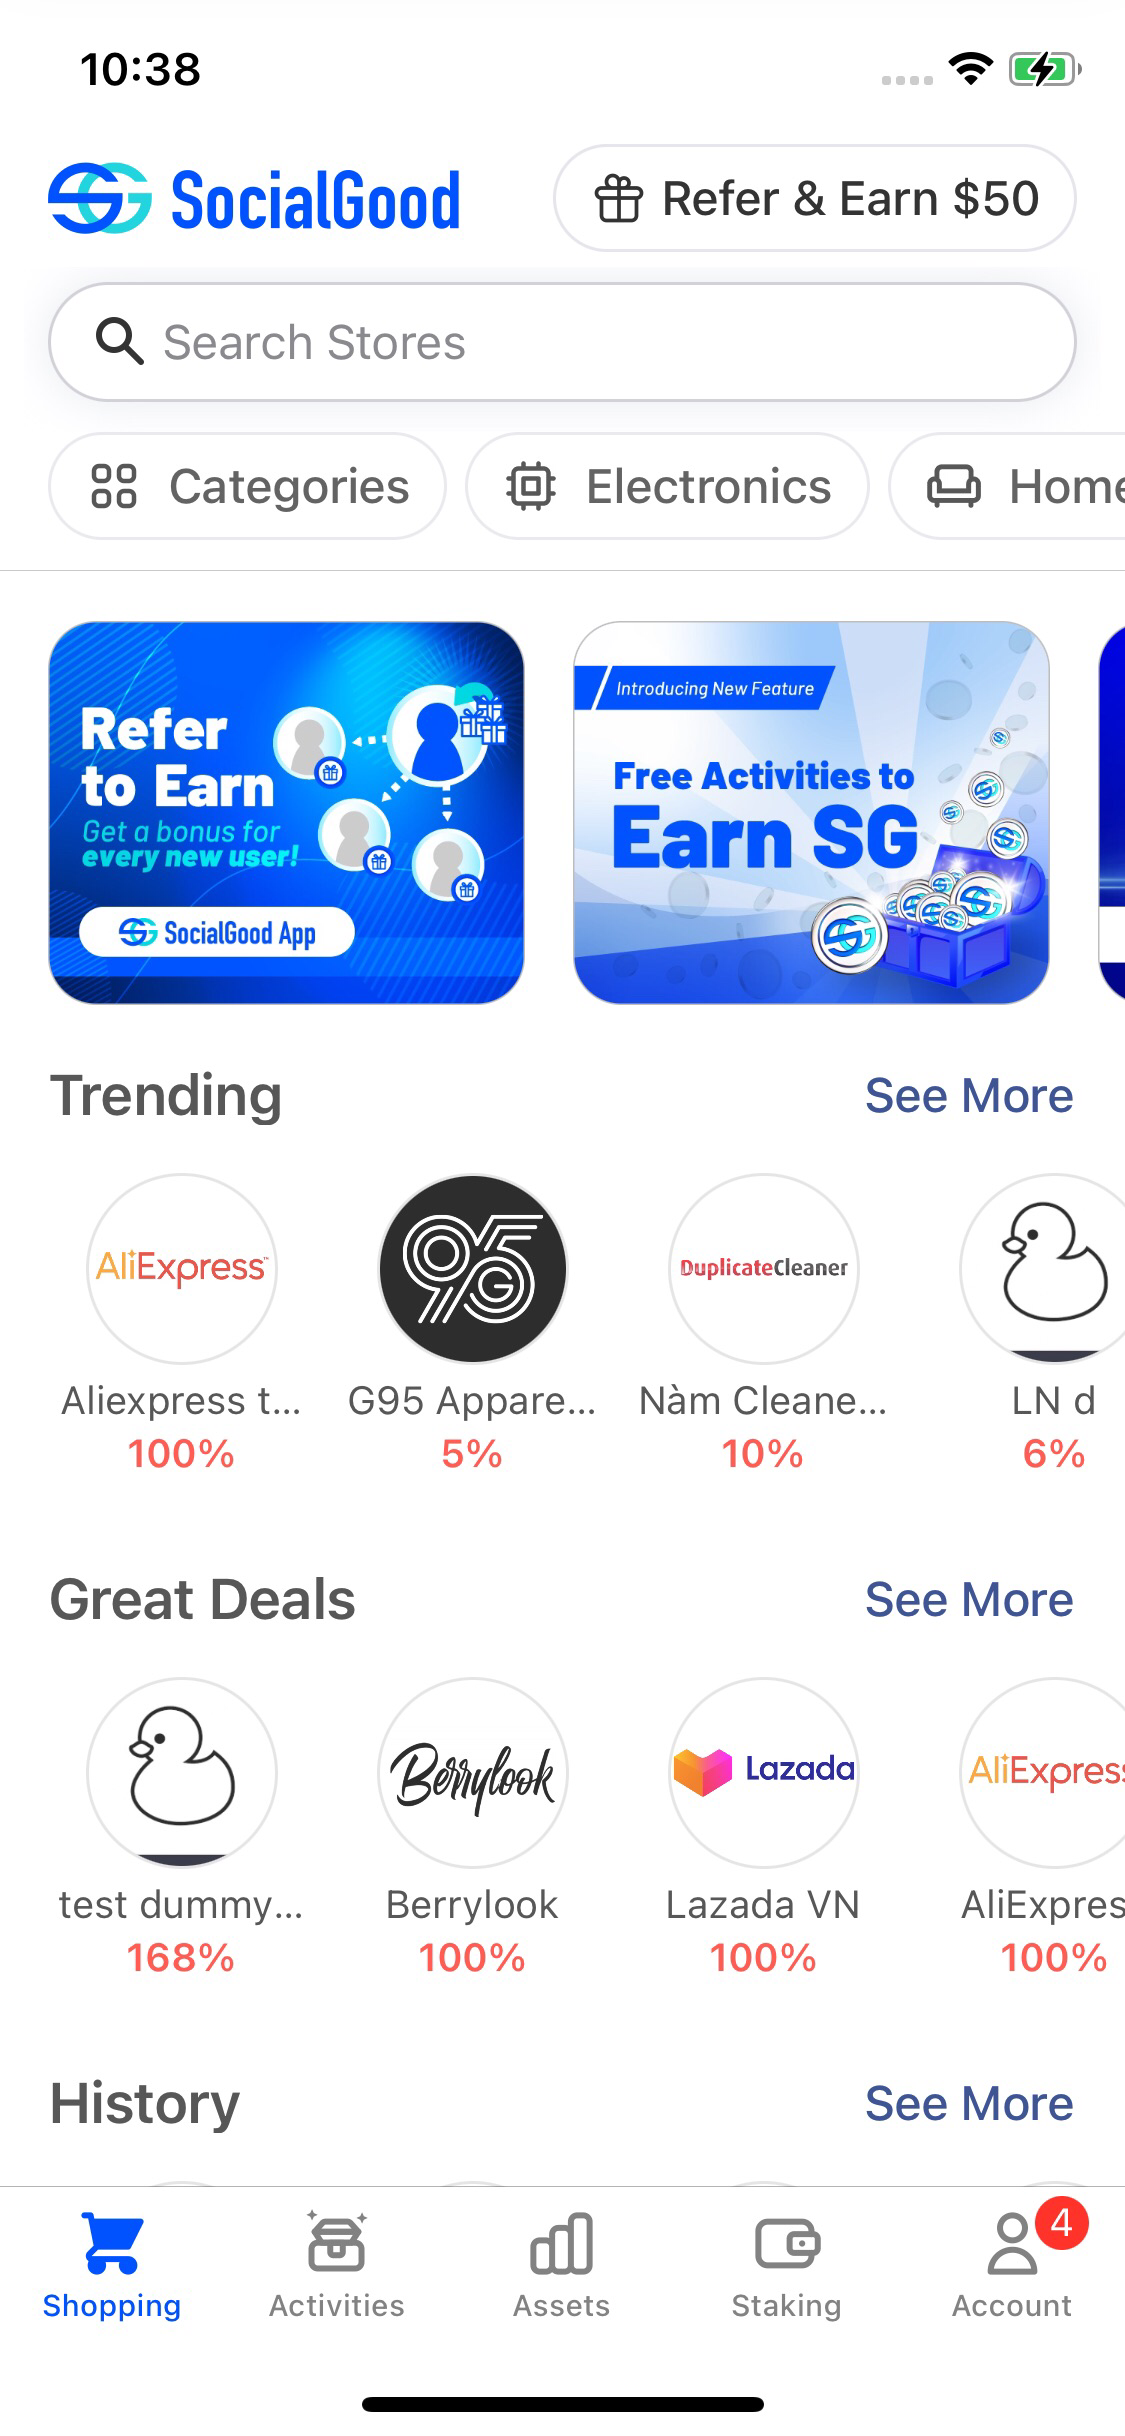 10:38
SocialGood
Refer & Earn $50
Search Stores
Categories
Electronics
Home
Refer
to Earn
Get a bonus for
every new user!
SocialGood App
Introducing New Feature
Free Activities to
Earn SG
Trending
See More
AliExpress
95
G
DuplicateCleaner
Aliexpress t...
G95 Appare...
Nàm Cleane...
LN d
100%
5%
10%
6%
Great Deals
See More
Berrylook
Lazada
AliExpress
test dummy...
Berrylook
Lazada VN
AliExpres
168%
100%
100%
100%
History
See More
4
Shopping
Activities
Assets
Staking
Account